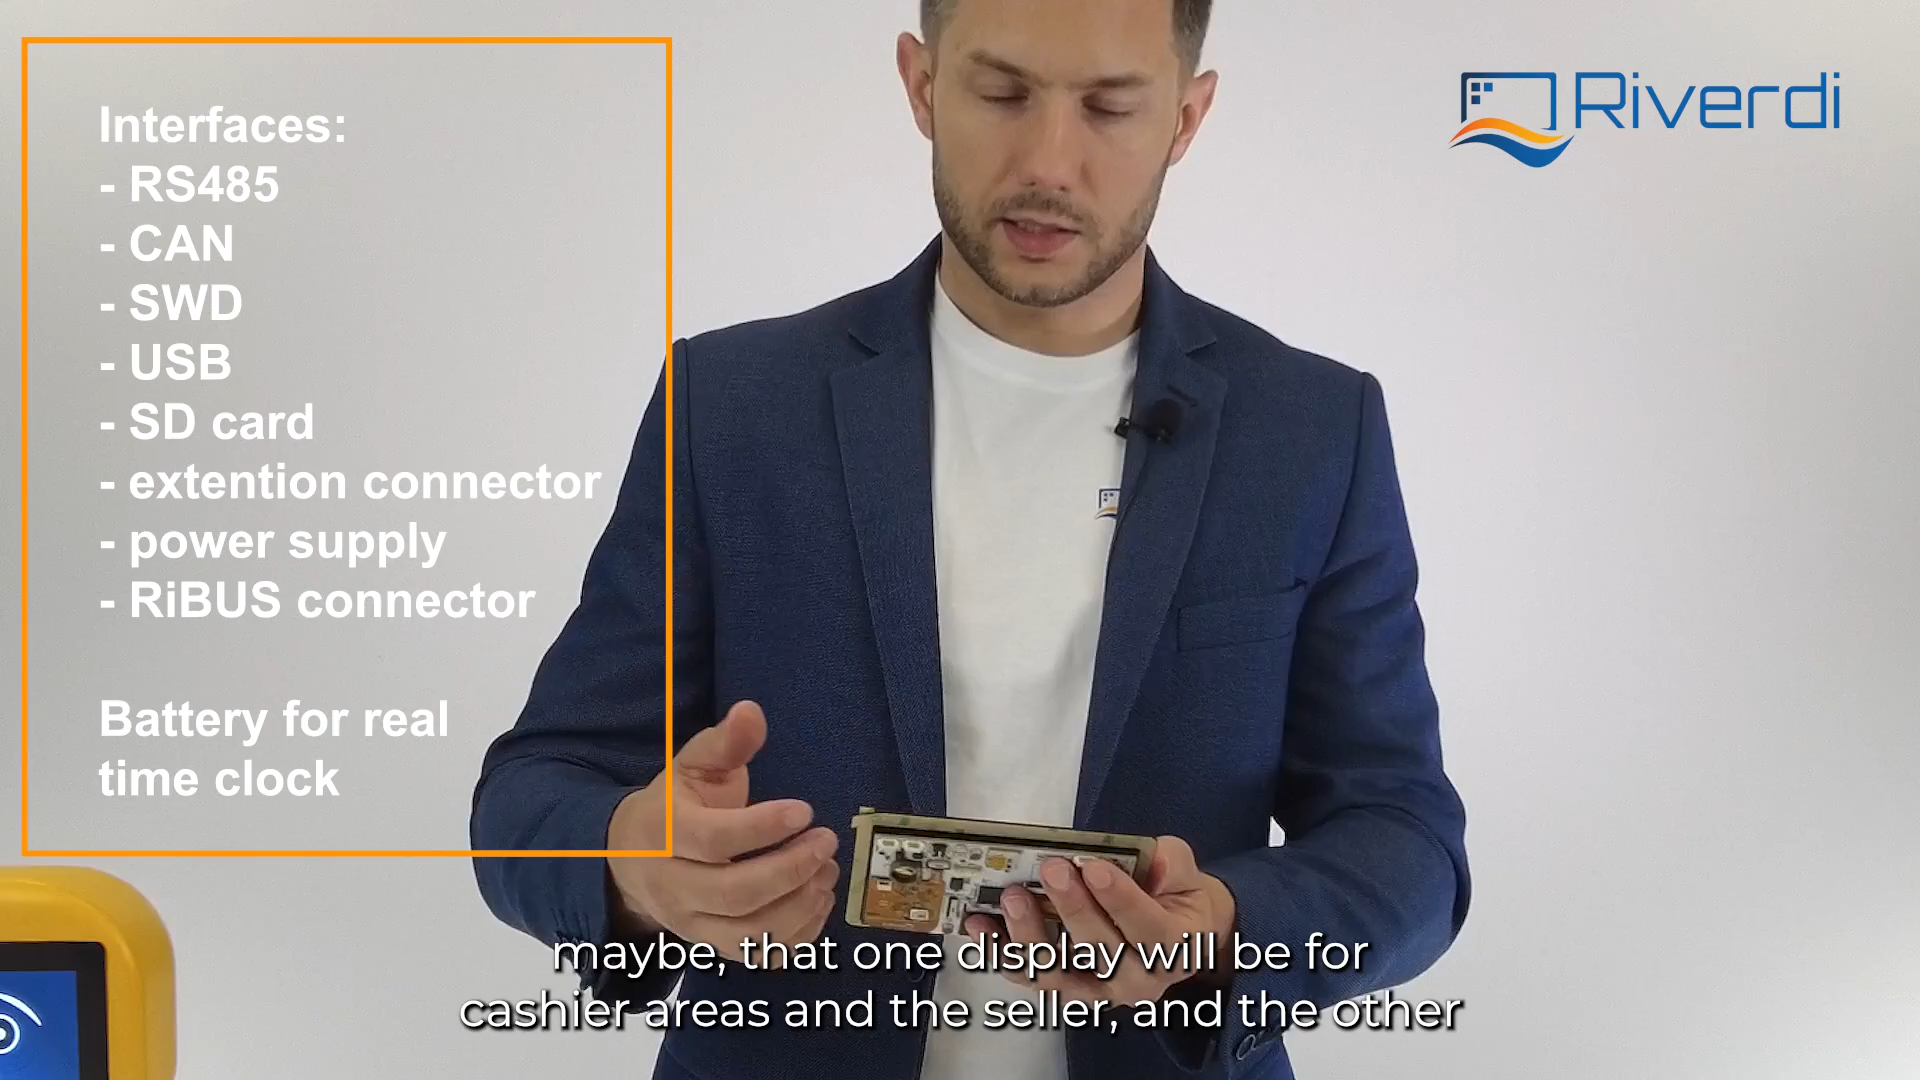 Interfaces:
- RS485
- CAN
- SWD
- USB
- SD card
- extention connector
- power supply
- RiBUS connector
Battery for real
time clock
Riverdi
maybe, that one display will be for
cashier areas and the seller, and the other